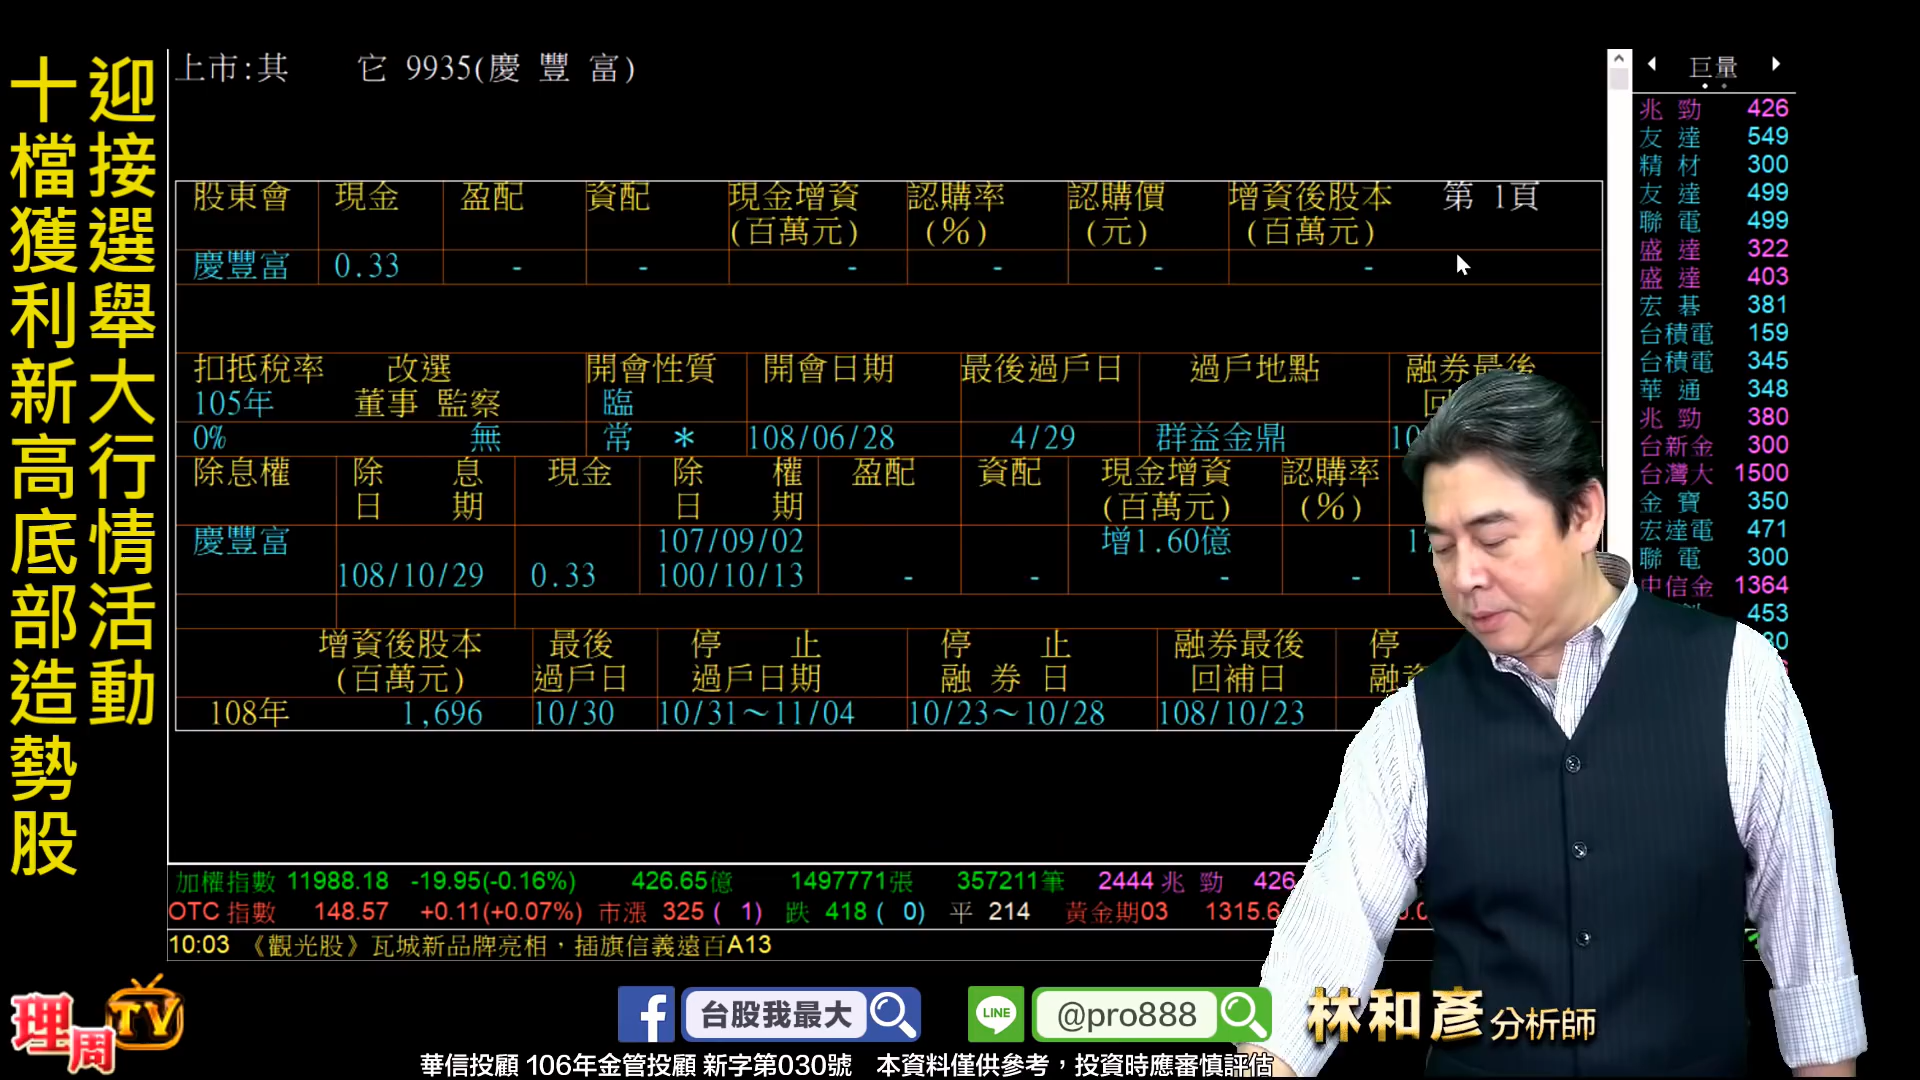 迎接選舉大行情活動
十檔獲利新高底部造勢股
上市:其 它 9935(慶 豐 富)
股東會 現金 盈配 資配 現金增資 認購率 認購價 增資後股本 第 1頁
(百萬元) (%) (元) (百萬元)
慶豐富 0.33 - - - - - -
扣抵稅率 改選 開會性質 開會日期 最後過戶日 過戶地點 融券最後
105年 董事 監察 臨
0% 無 常 * 108/06/28 4/29 群益金鼎
除息權 除 息 現金 除 權 盈配 資配 現金增資 認購率
日 期 日 期 (百萬元) (%)
慶豐富 107/09/02 增1.60億
108/10/29 0.33 100/10/13 - - - -
增資後股本 最後 停 止 停 止 融券最後 停
(百萬元) 過戶日 過戶日期 融 券 日 回補日
108年 1,696 10/30 10/31~11/04 10/23~10/28 108/10/23
巨量
兆 勁 426
友 達 549
精 材 300
友 達 499
聯 電 499
盛 達 322
盛 達 403
宏 碁 381
台積電 159
台積電 345
華 通 348
兆 勁 380
台新金 300
台灣大 1500
金 寶 350
宏達電 471
聯 電 300
中信金 1364
453
加權指數 11988.18 -19.95(-0.16%) 426.65億 1497771張 357211筆 2444 兆 勁 426
OTC 指數 148.57 +0.11(+0.07%) 市漲 325 ( 1) 跌 418 ( 0) 平 214 黃金期03 1315.6
10:03 《觀光股》瓦城新品牌亮相，插旗信義遠百A13
理周TV
台股我最大
LINE
@pro888
林和彥 分析師
華信投顧 106年金管投顧 新字第030號 本資料僅供參考，投資時應審慎評估